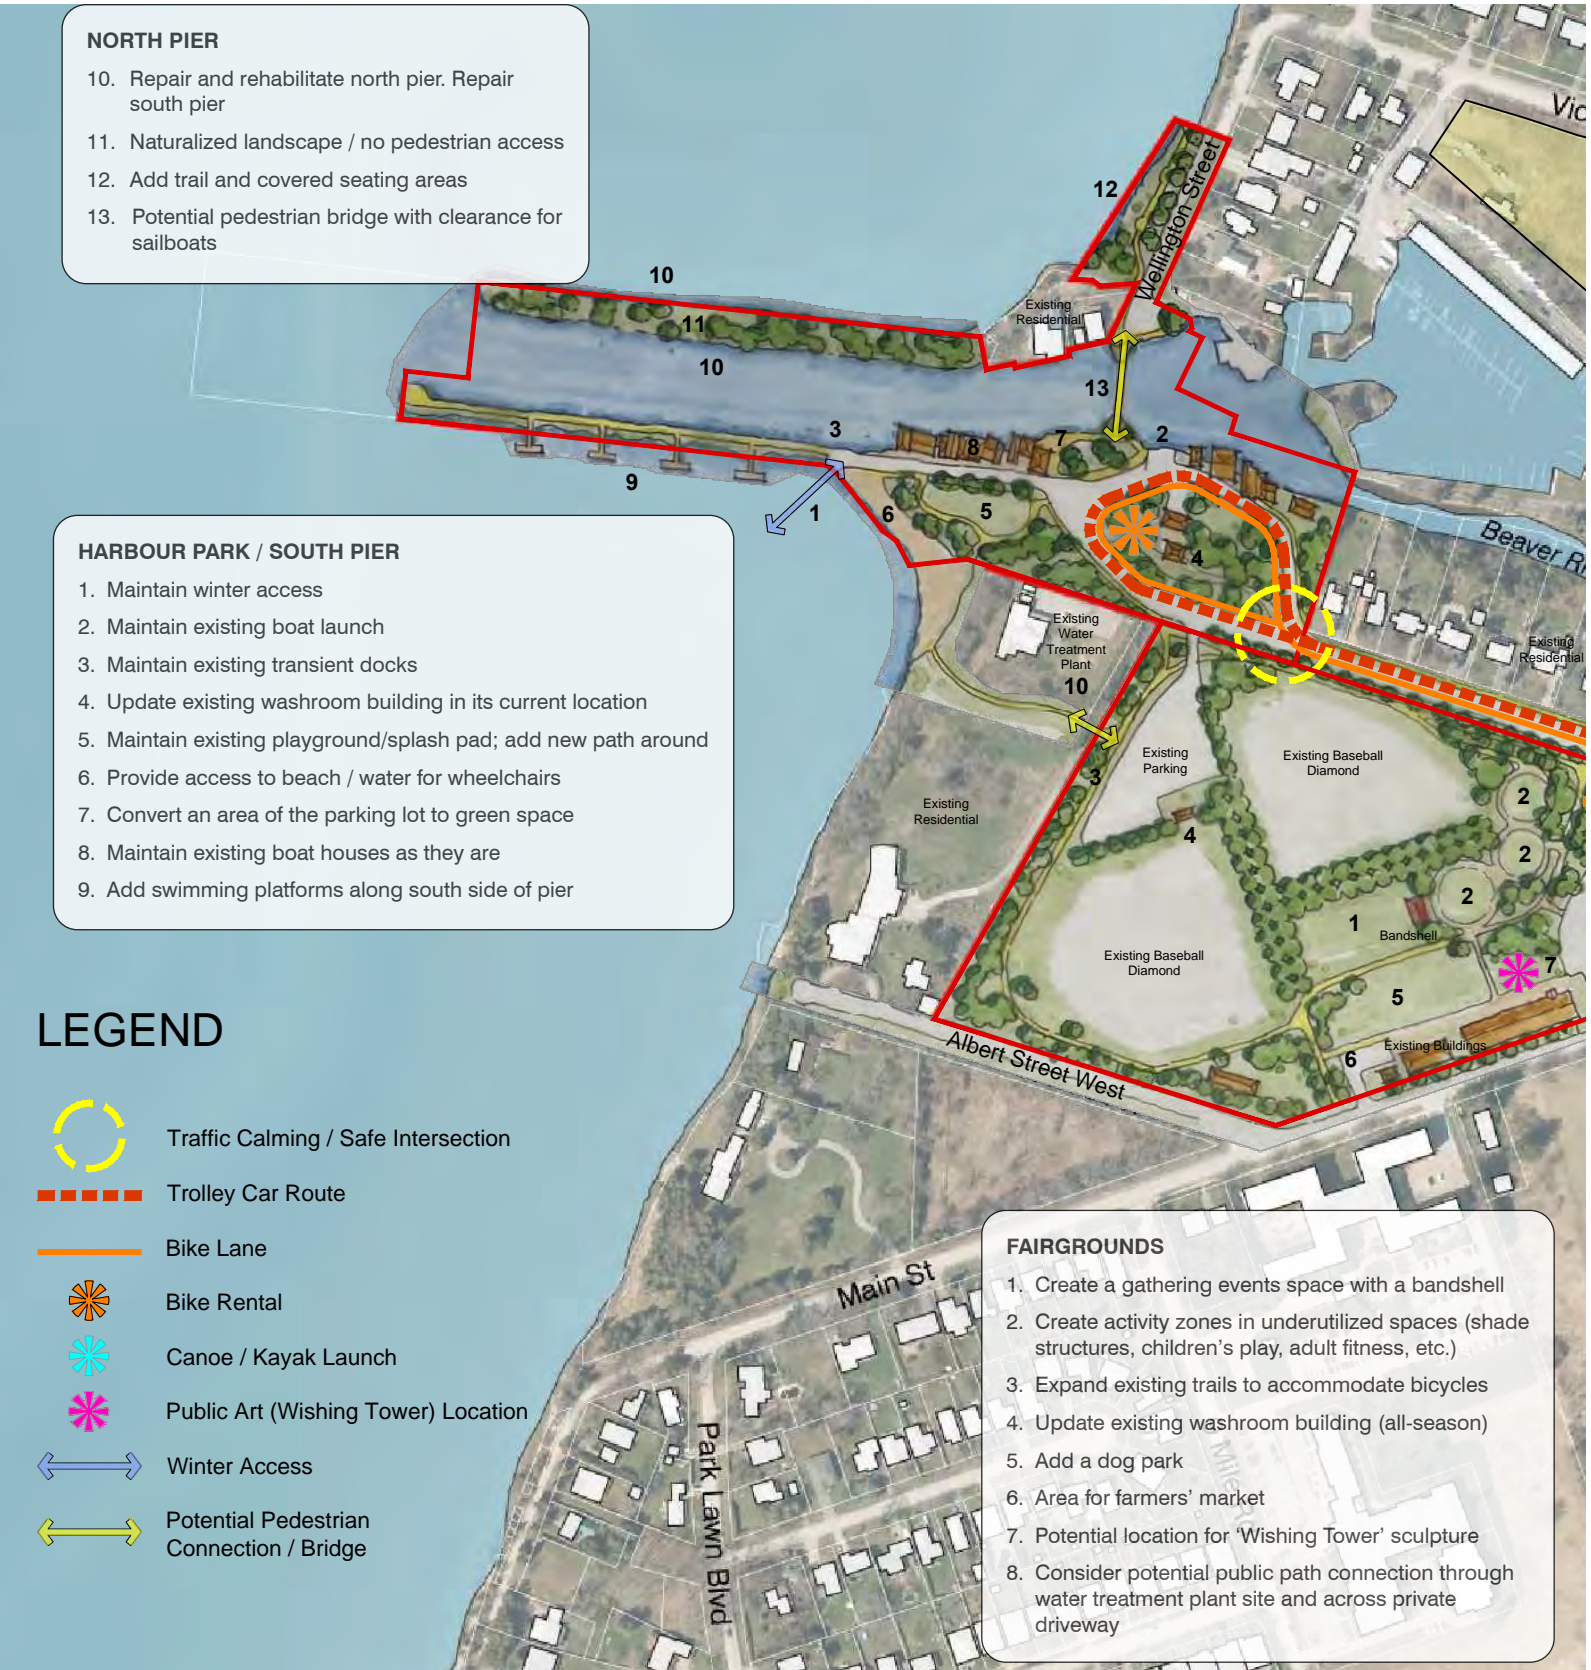 NORTH PIER
10. Repair and rehabilitate north pier. Repair
south pier
11. Naturalized landscape / no pedestrian access
12. Add trail and covered seating areas
13. Potential pedestrian bridge with clearance for
sailboats
Wellington Street
12
10
Existing
Residential
11
10
13
3
8
7
2
9
1
6
5
4
Beaver
HARBOUR PARK / SOUTH PIER
1. Maintain winter access
2. Maintain existing boat launch
3. Maintain existing transient docks
4. Update existing washroom building in its current location
5. Maintain existing playground/splash pad; add new path around
6. Provide access to beach / water for wheelchairs
7. Convert an area of the parking lot to green space
8. Maintain existing boat houses as they are
9. Add swimming platforms along south side of pier
Existing
Water
Treatment
Plant
10
Existing
Residential
3
Existing
Parking
Existing Baseball
Diamond
Existing
Residential
4
2
2
2
1
Bandshell
Existing Baseball
Diamond
7
5
Existing Buildings
6
Albert Street West
LEGEND
Traffic Calming / Safe Intersection
Trolley Car Route
Bike Lane
Bike Rental
Canoe / Kayak Launch
Public Art (Wishing Tower) Location
Winter Access
Potential Pedestrian
Connection / Bridge
Main St
Park Lawn Blvd
FAIRGROUNDS
1. Create a gathering events space with a bandshell
2. Create activity zones in underutilized spaces (shade
structures, children's play, adult fitness, etc.)
3. Expand existing trails to accommodate bicycles
4. Update existing washroom building (all-season)
5. Add a dog park
6. Area for farmers' market
7. Potential location for 'Wishing Tower' sculpture
8. Consider potential public path connection through
water treatment plant site and across private
driveway